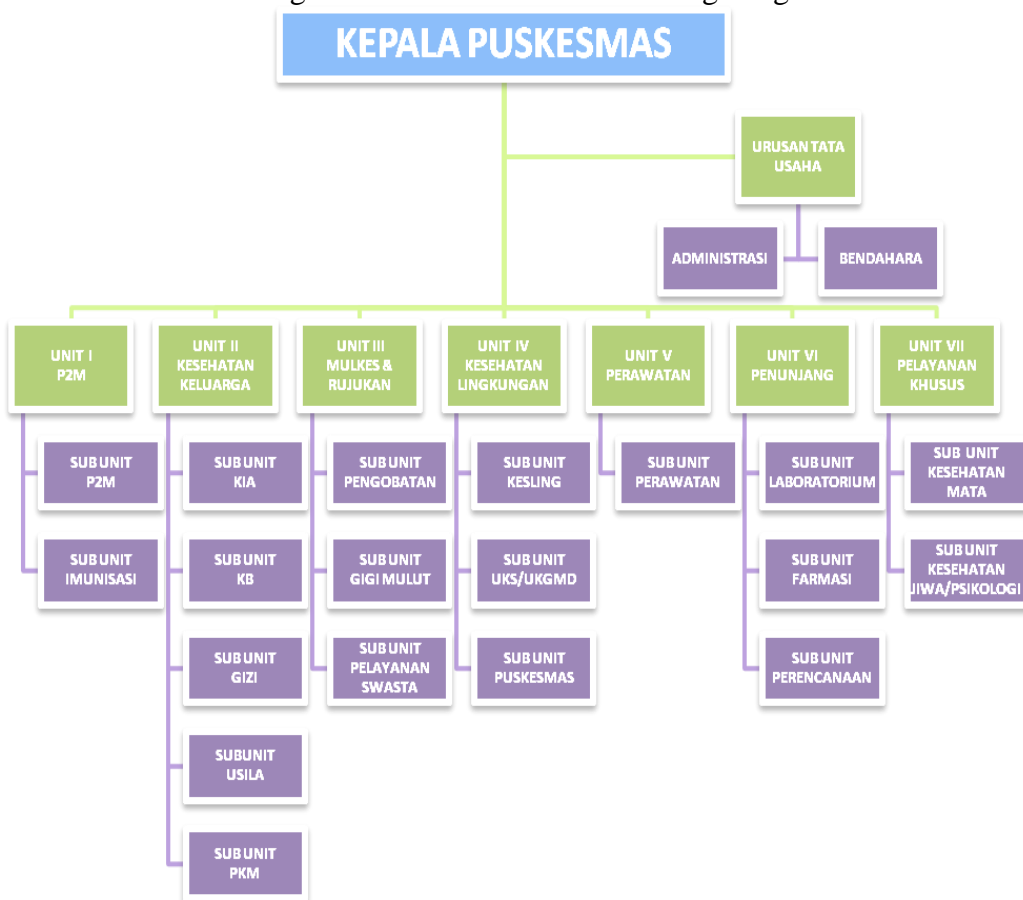 KEPALA PUSKESMAS
URUSAN TATA
USAHA
ADMINISTRASI
BENDAHARA
UNIT I
P2M
UNIT II
KESEHATAN
KELUARGA
UNIT III
MULKES &
RUJUKAN
UNIT IV
KESEHATAN
LINGKUNGAN
UNIT V
PERAWATAN
UNIT VI
PENUNJANG
UNIT VII
PELAYANAN
KHUSUS
SUB UNIT
P2M
SUB UNIT
KIA
SUB UNIT
PENGOBATAN
SUB UNIT
KESLING
SUB UNIT
PERAWATAN
SUB UNIT
LABORATORIUM
SUB UNIT
KESEHATAN
MATA
SUB UNIT
IMUNISASI
SUB UNIT
KB
SUB UNIT
GIGI MULUT
SUB UNIT
UKS/UKGMD
SUB UNIT
FARMASI
SUB UNIT
KESEHATAN
JIWA/PSIKOLOGI
SUB UNIT
GIZI
SUB UNIT
PELAYANAN
SWASTA
SUB UNIT
PUSKESMAS
SUB UNIT
PERENCANAAN
SUBUNIT
USILA
SUB UNIT
PKM